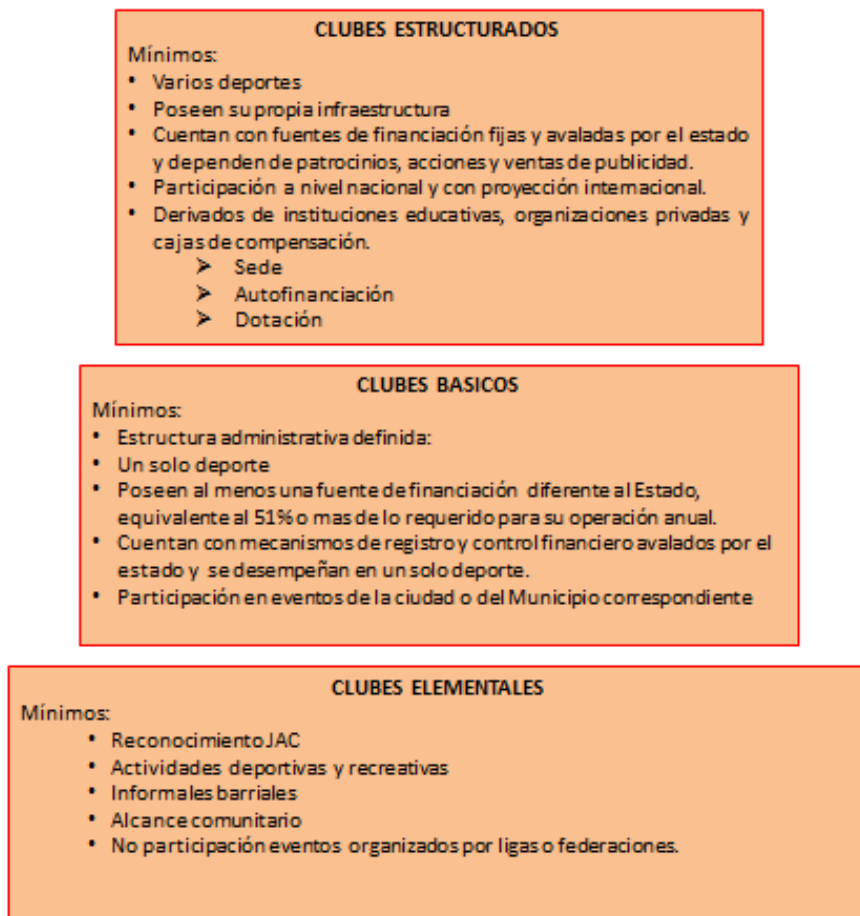 CLUBES ESTRUCTURADOS
Mínimos:
• Varios deportes
• Poseen su propia infraestructura
• Cuentan con fuentes de financiación fijas y avaladas por el estado
y dependen de patrocinios, acciones y ventas de publicidad.
• Participación a nivel nacional y con proyección internacional.
• Derivados de instituciones educativas, organizaciones privadas y
cajas de compensación.
➤ Sede
➤ Autofinanciación
➤ Dotación
CLUBES BASICOS
Mínimos:
• Estructura administrativa definida:
• Un solo deporte
• Poseen al menos una fuente de financiación diferente al Estado,
equivalente al 51% o mas de lo requerido para su operación anual.
• Cuentan con mecanismos de registro y control financiero avalados por el
estado y se desempeñan en un solo deporte.
• Participación en eventos de la ciudad o del Municipio correspondiente
CLUBES ELEMENTALES
Mínimos:
• Reconocimiento JAC
• Actividades deportivas y recreativas
• Informales barriales
• Alcance comunitario
• No participación eventos organizados por ligas o federaciones.